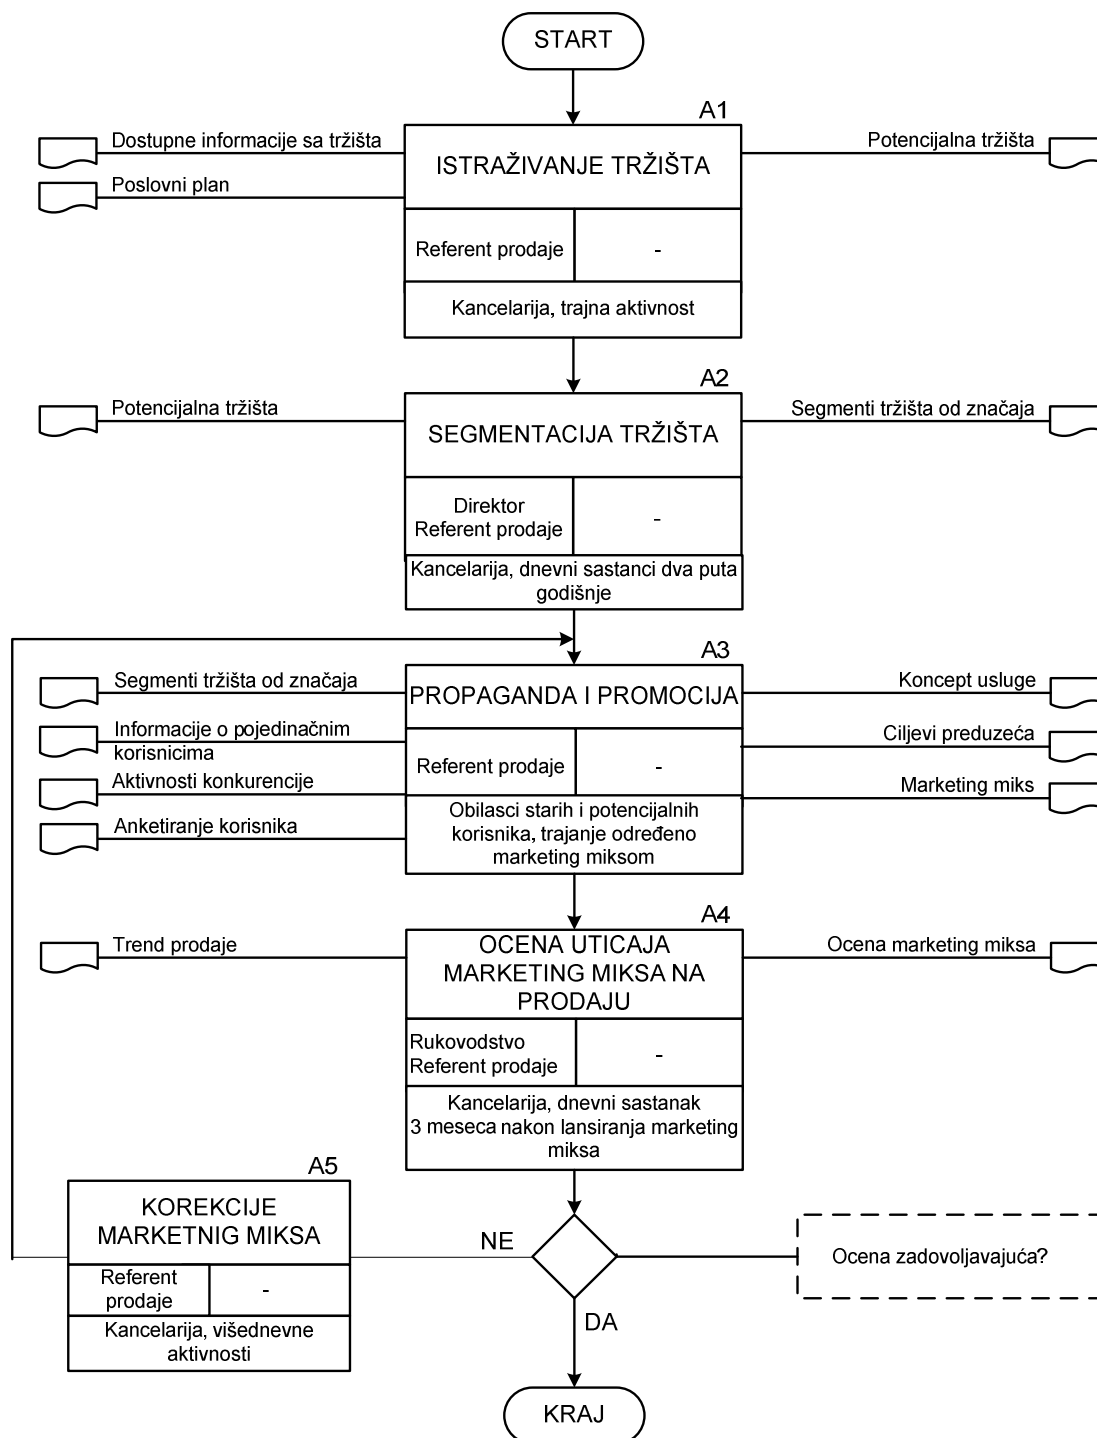 START
A1
Dostupne informacije sa tržišta
Poslovni plan
ISTRAŽIVANJE TRŽIŠTA
Potencijalna tržišta
Referent prodaje
-
Kancelarija, trajna aktivnost
A2
Potencijalna tržišta
SEGMENTACIJA TRŽIŠTA
Segmenti tržišta od značaja
Direktor
Referent prodaje
-
Kancelarija, dnevni sastanci dva puta
godišnje
A3
Segmenti tržišta od značaja
Informacije o pojedinačnim
korisnicima
Aktivnosti konkurencije
Anketiranje korisnika
PROPAGANDA I PROMOCIJA
Koncept usluge
Ciljevi preduzeća
Marketing miks
Referent prodaje
-
Obilasci starih i potencijalnih
korisnika, trajanje određeno
marketing miksom
A4
Trend prodaje
OCENA UTICAJA
MARKETING MIKSA NA
PRODAJU
Ocena marketing miksa
Rukovodstvo
Referent prodaje
-
Kancelarija, dnevni sastanak
3 meseca nakon lansiranja marketing
miksa
A5
KOREKCIJE
MARKETNIG MIKSA
Referent
prodaje
-
Kancelarija, višednevne
aktivnosti
NE
Ocena zadovoljavajuća?
DA
KRAJ